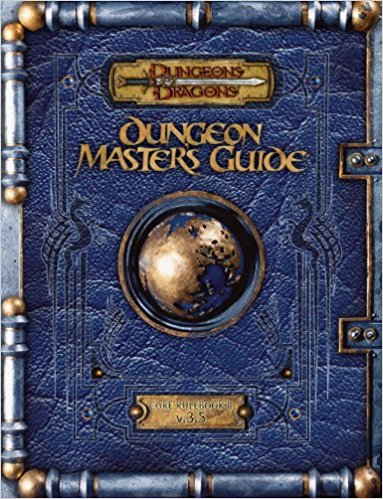 DUNGEONS
& DRAGONS
DUNGEON
MASTER'S GUIDE
CORE RULEBOOK II
v.3.5